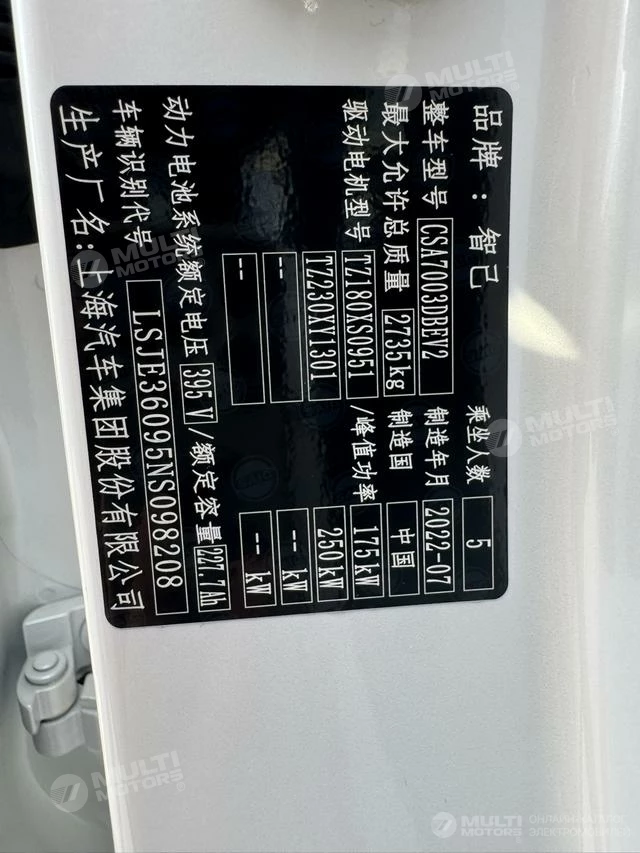 品牌：智己 乘坐人数 5
整车型号 CSA7003DBEV2 制造年月 2022-07
最大允许总质量 2735kg 制造国 中国
驱动电机型号 TZ180XS0951 /峰值功率 175kW
TZ230XY1301 250kW
-- -- kW
-- -- kW
动力电池系统额定电压 395 V /额定容量 227.7Ah
车辆识别代号 LSJE36095NS098208
生产厂名:上海汽车集团股份有限公司
MULTI MOTORS
MULTI MOTORS
MULTI MOTORS
MULTI MOTORS
MULTI MOTORS